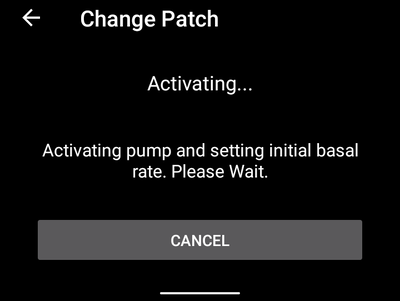 Change Patch
Activating...
Activating pump and setting initial basal
rate. Please Wait.
CANCEL